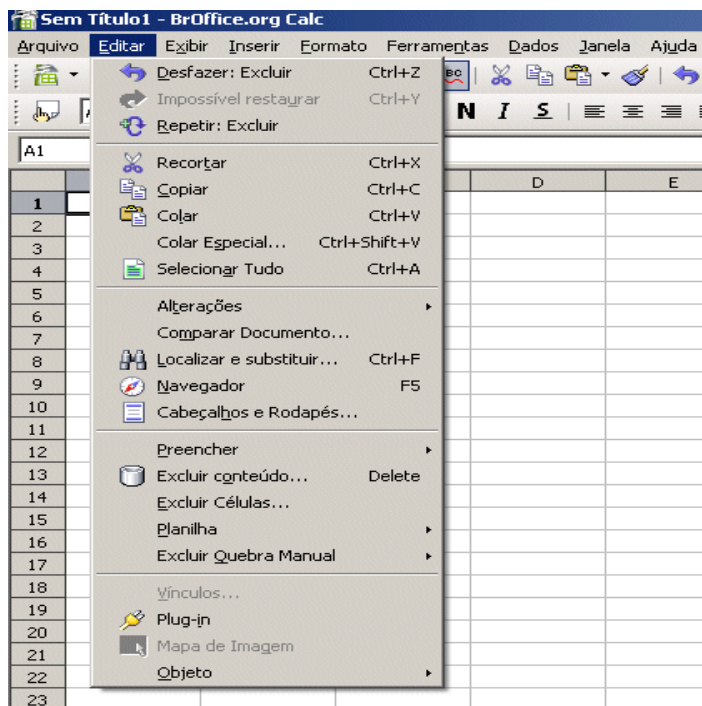 Sem Título1 - BrOffice.org Calc
Arquivo Editar Exibir Inserir Formato Ferramentas Dados Janela Ajuda
N I S
A1
D E
Desfazer: Excluir Ctrl+Z
Impossível restaurar Ctrl+Y
Repetir: Excluir
Recortar Ctrl+X
Copiar Ctrl+C
Colar Ctrl+V
Colar Especial... Ctrl+Shift+V
Selecionar Tudo Ctrl+A
Alterações
Comparar Documento...
Localizar e substituir... Ctrl+F
Navegador F5
Cabeçalhos e Rodapés...
Preencher
Excluir conteúdo... Delete
Excluir Células...
Planilha
Excluir Quebra Manual
Vínculos...
Plug-in
Mapa de Imagem
Objeto
1
2
3
4
5
6
7
8
9
10
11
12
13
14
15
16
17
18
19
20
21
22
23